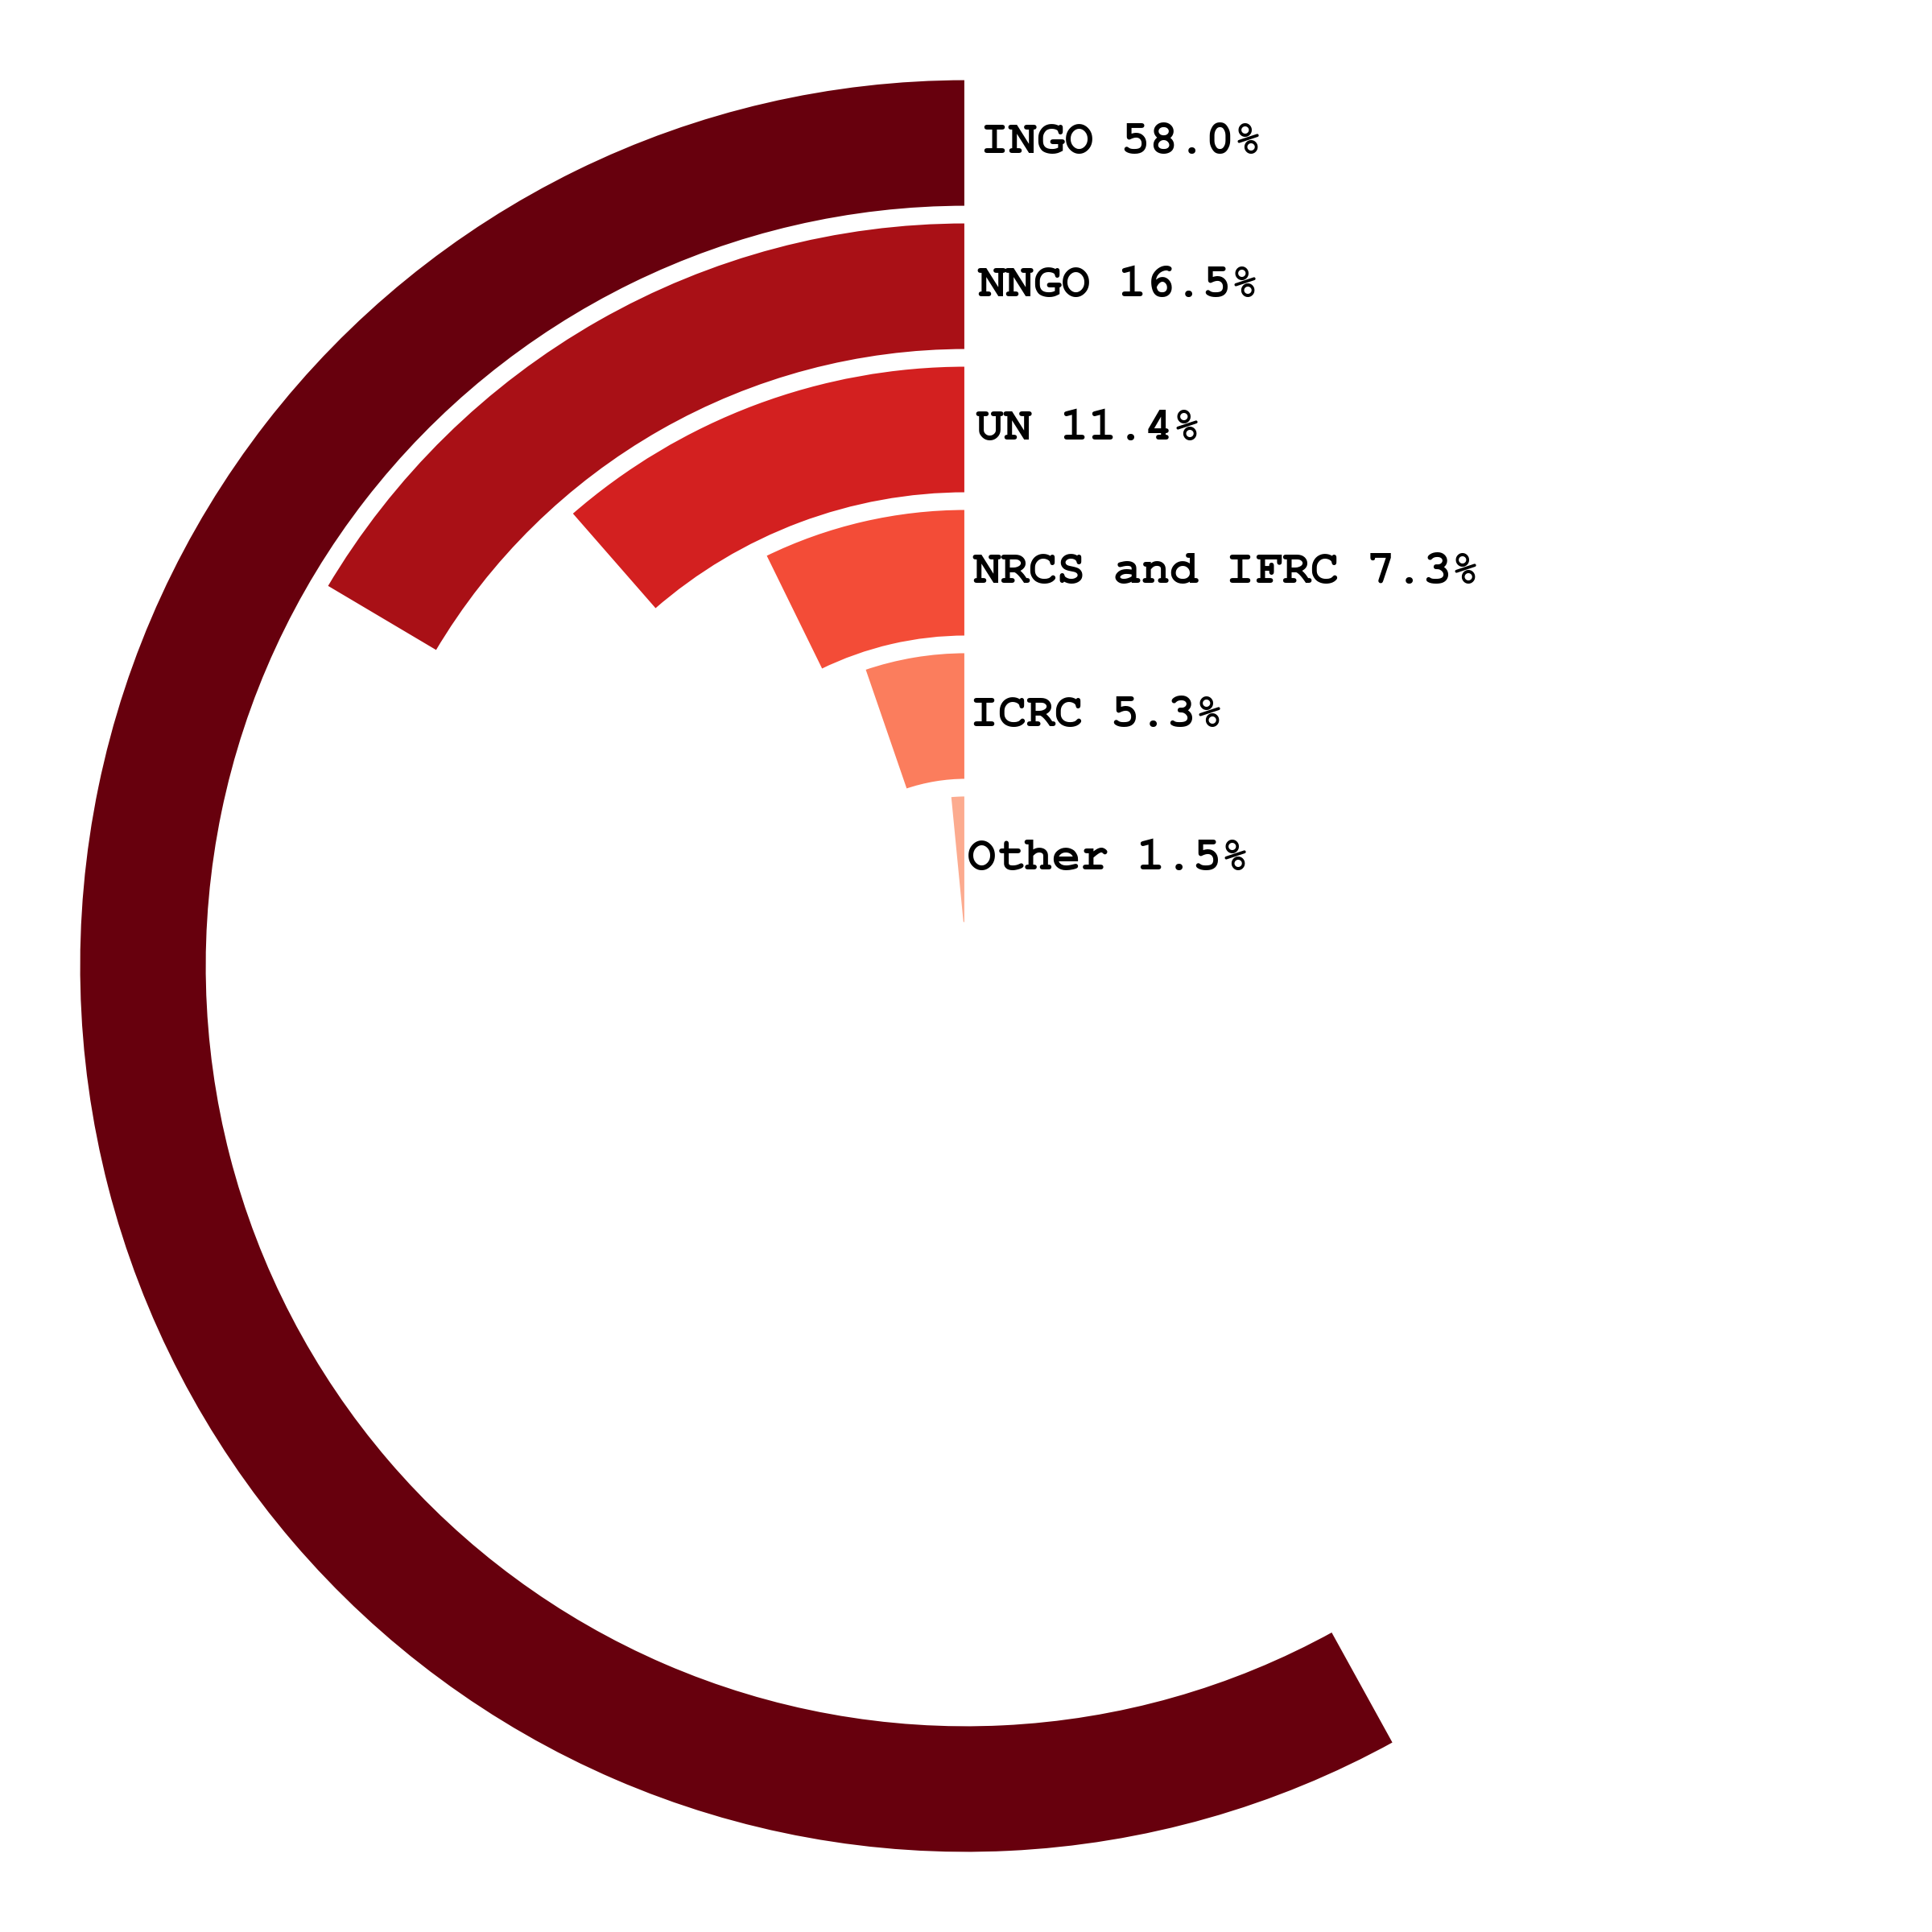 INGO 58.0%
NNGO 16.5%
UN 11.4%
NRCS and IFRC 7.3%
ICRC 5.3%
Other 1.5%